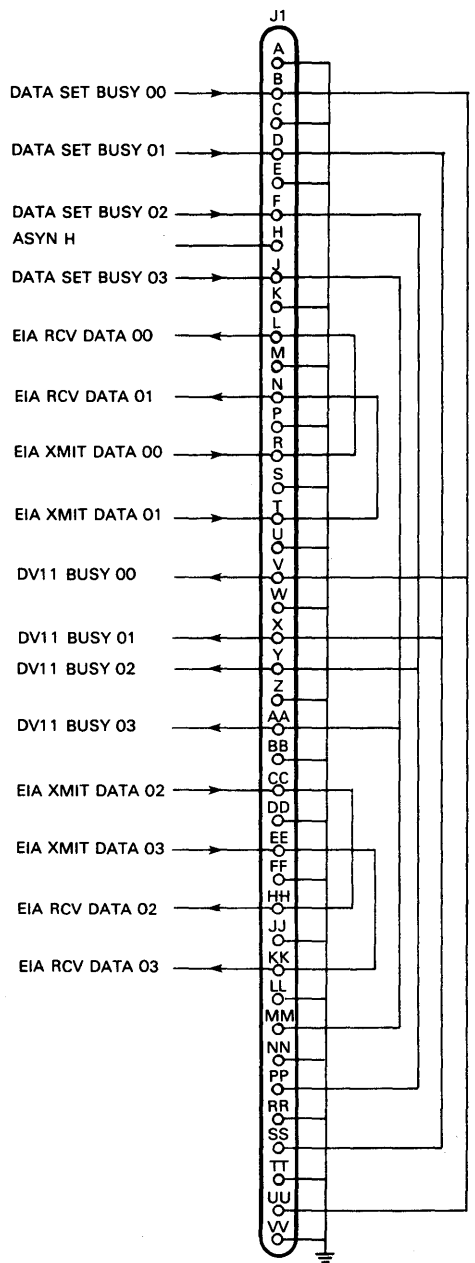 J1
A
B
DATA SET BUSY 00
C
D
DATA SET BUSY 01
E
F
DATA SET BUSY 02
H
ASYN H
J
DATA SET BUSY 03
K
L
EIA RCV DATA 00
M
N
EIA RCV DATA 01
P
R
EIA XMIT DATA 00
S
T
EIA XMIT DATA 01
U
V
DV11 BUSY 00
W
X
DV11 BUSY 01
Y
DV11 BUSY 02
Z
AA
DV11 BUSY 03
BB
CC
EIA XMIT DATA 02
DD
EE
EIA XMIT DATA 03
FF
HH
EIA RCV DATA 02
JJ
KK
EIA RCV DATA 03
LL
MM
NN
PP
RR
SS
TT
UU
VV